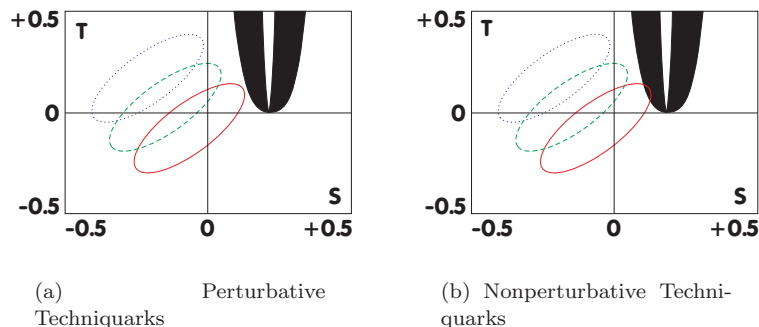 +0.5 T
0
S
-0.5
-0.5 0 +0.5
+0.5 T
0
S
-0.5
-0.5 0 +0.5
(a) Perturbative
Techniquarks
(b) Nonperturbative Techni-
quarks